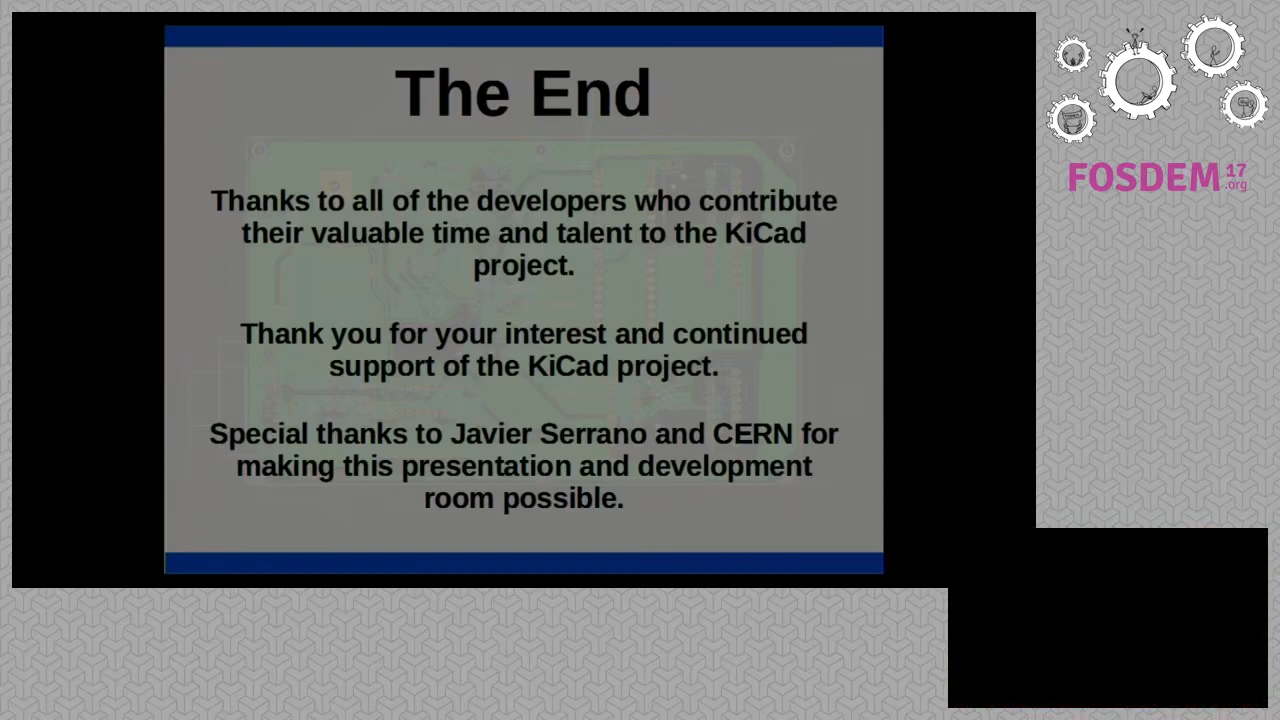 The End
Thanks to all of the developers who contribute
their valuable time and talent to the KiCad
project.
Thank you for your interest and continued
support of the KiCad project.
Special thanks to Javier Serrano and CERN for
making this presentation and development
room possible.
FOSDEM 17
.org